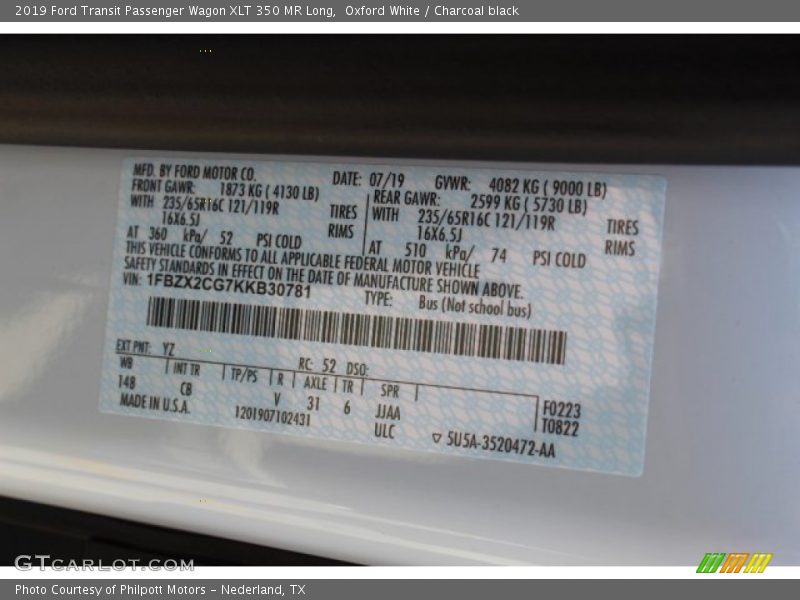 2019 Ford Transit Passenger Wagon XLT 350 MR Long,  Oxford White / Charcoal black
MFD. BY FORD MOTOR CO. DATE: 07/19 GVWR: 4082 KG ( 9000 LB)
FRONT GAWR: 1873 KG ( 4130 LB) REAR GAWR: 2599 KG ( 5730 LB)
WITH 235/65R16C 121/119R TIRES WITH 235/65R16C 121/119R TIRES
16X6.5J RIMS 16X6.5J RIMS
AT 360 kPa/ 52 PSI COLD AT 510 kPa/ 74 PSI COLD
THIS VEHICLE CONFORMS TO ALL APPLICABLE FEDERAL MOTOR VEHICLE
SAFETY STANDARDS IN EFFECT ON THE DATE OF MANUFACTURE SHOWN ABOVE.
VIN: 1FBZX2CG7KKB30781
TYPE: Bus (Not school bus)
EXT PNT: YZ RC: 52 DSO:
WB INT TR TP/PS R AXLE TR SPR F0223
148 CB V 31 6 JJAA T0822
MADE IN U.S.A. 1201907102431 ULC 5U5A-3520472-AA
GTCARLOT.COM
Photo Courtesy of Philpott Motors - Nederland, TX